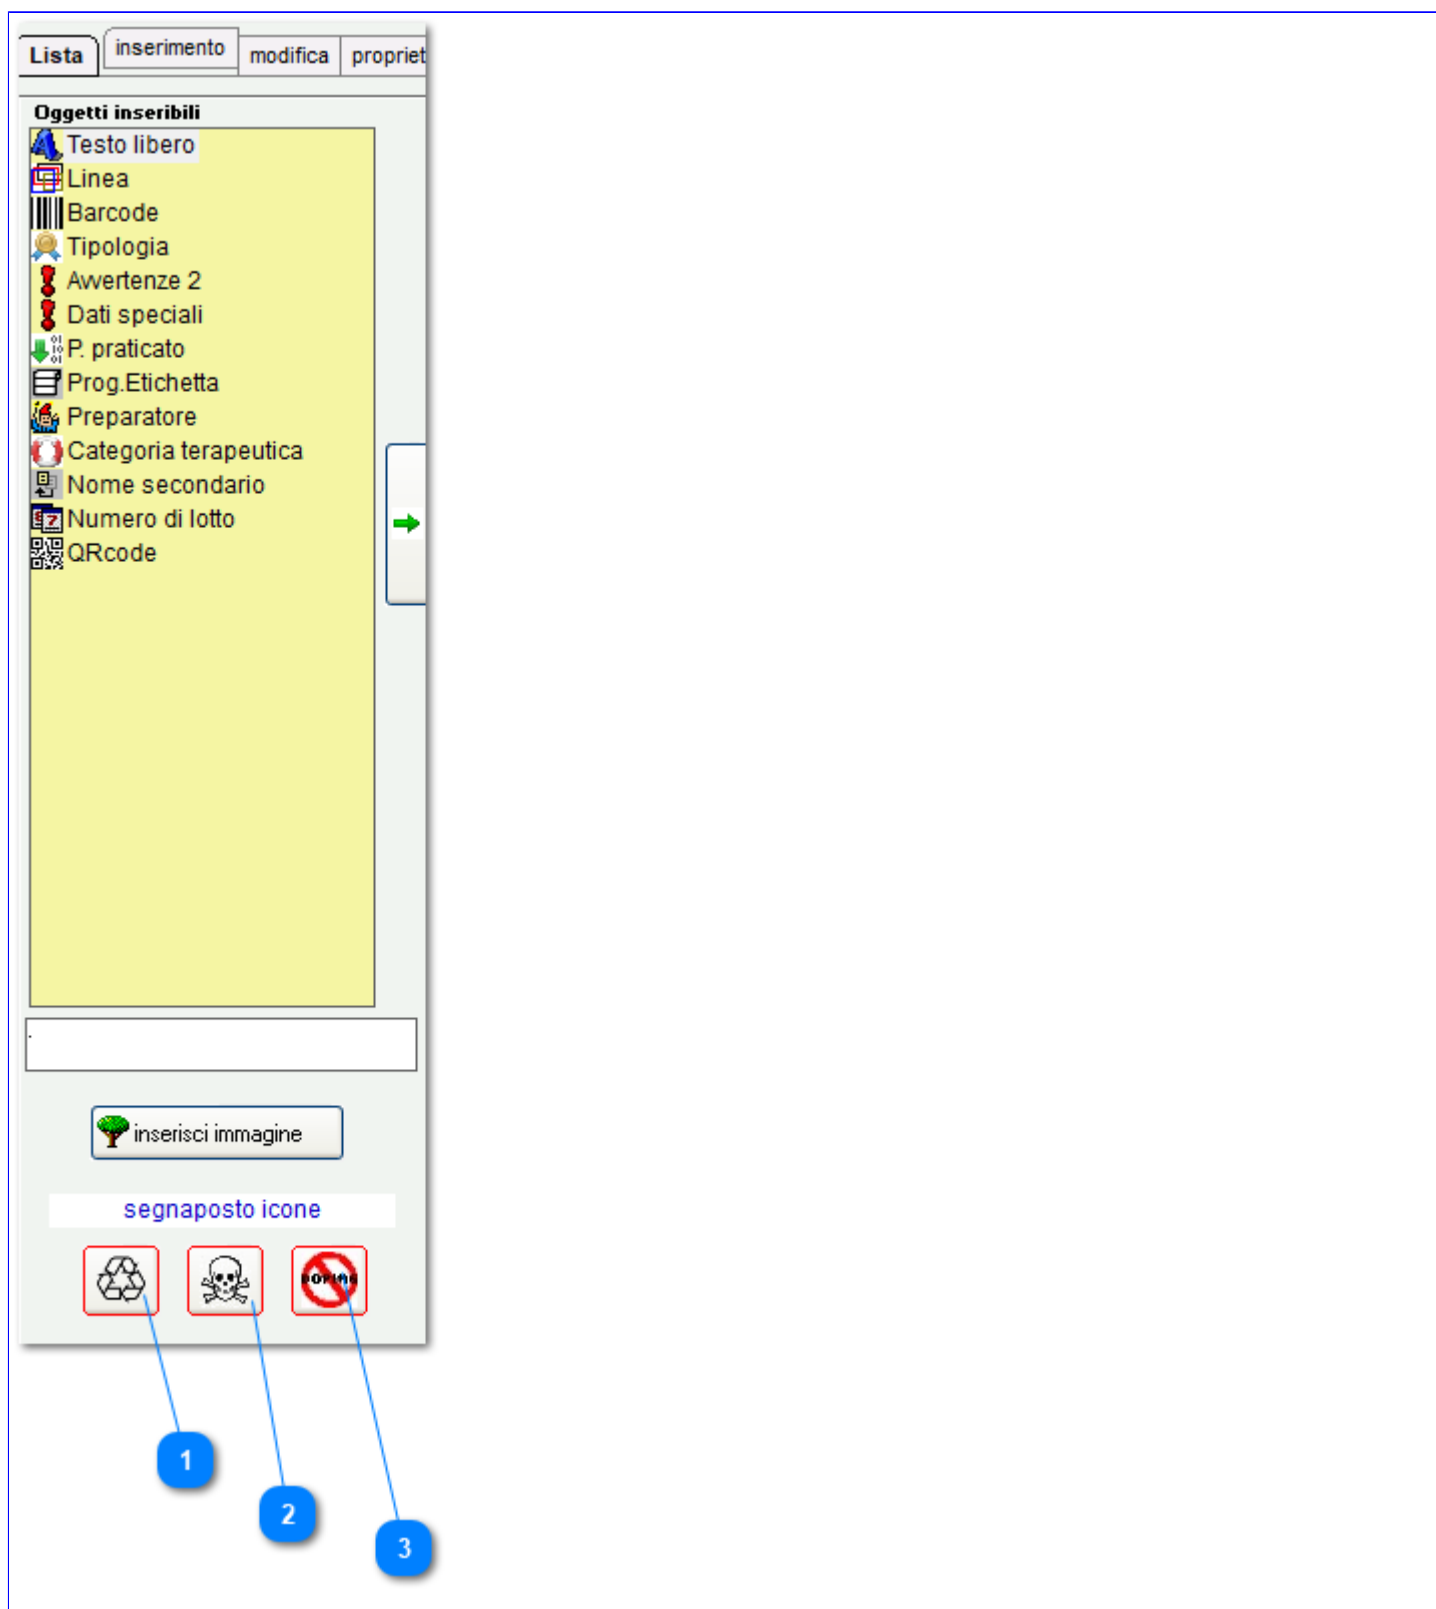 Lista inserimento modifica propriet
Oggetti inseribili
Testo libero
Linea
Barcode
Tipologia
Avvertenze 2
Dati speciali
P. praticato
Prog.Etichetta
Preparatore
Categoria terapeutica
Nome secondario
Numero di lotto
QRcode
.
inserisci immagine
segnaposto icone
DOPING
1
2
3